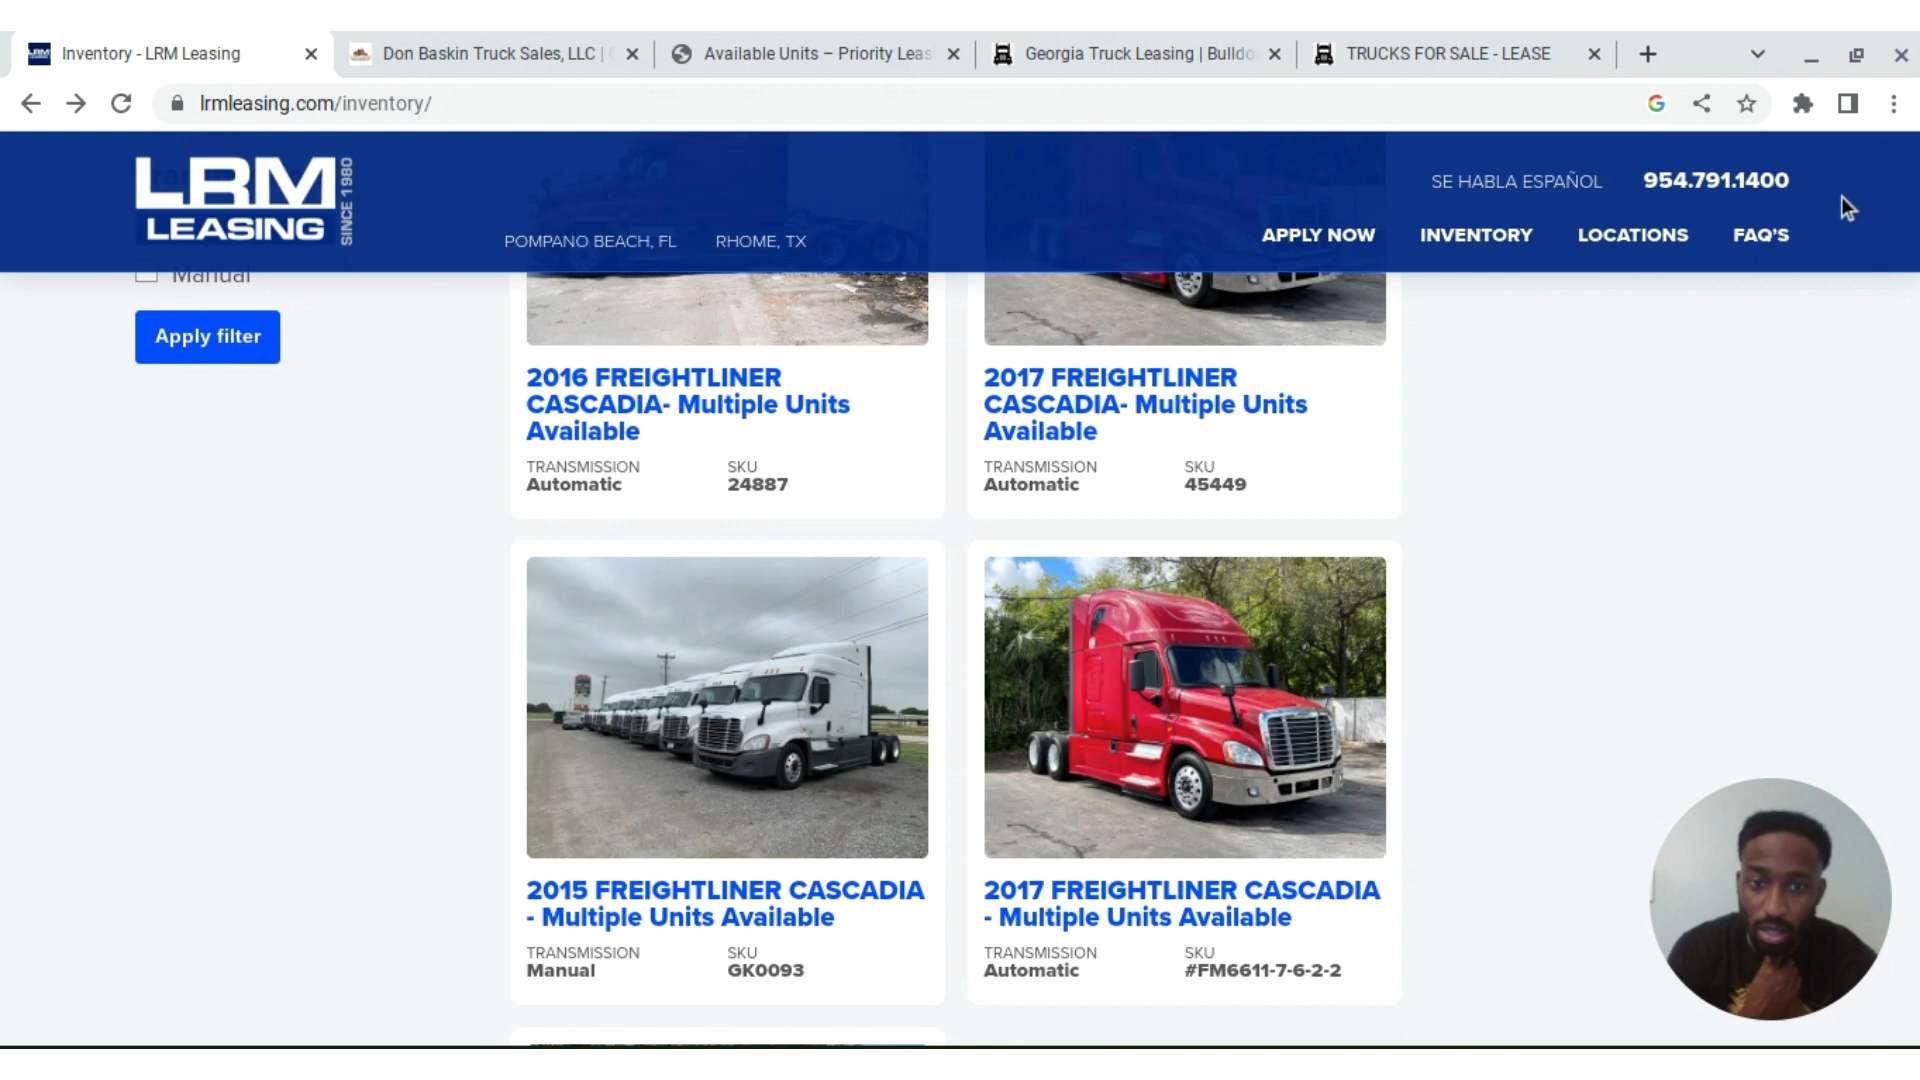 Inventory - LRM Leasing
Don Baskin Truck Sales, LLC |
Available Units – Priority Leas
Georgia Truck Leasing | Bulldo
TRUCKS FOR SALE - LEASE
lrmleasing.com/inventory/
LRM
LEASING
SINCE 1980
POMPANO BEACH, FL
RHOME, TX
SE HABLA ESPAÑOL
954.791.1400
APPLY NOW
INVENTORY
LOCATIONS
FAQ'S
Manual
Apply filter
2016 FREIGHTLINER
CASCADIA- Multiple Units
Available
TRANSMISSION
SKU
Automatic
24887
2017 FREIGHTLINER
CASCADIA- Multiple Units
Available
TRANSMISSION
SKU
Automatic
45449
2015 FREIGHTLINER CASCADIA
- Multiple Units Available
TRANSMISSION
SKU
Manual
GK0093
2017 FREIGHTLINER CASCADIA
- Multiple Units Available
TRANSMISSION
SKU
Automatic
#FM6611-7-6-2-2